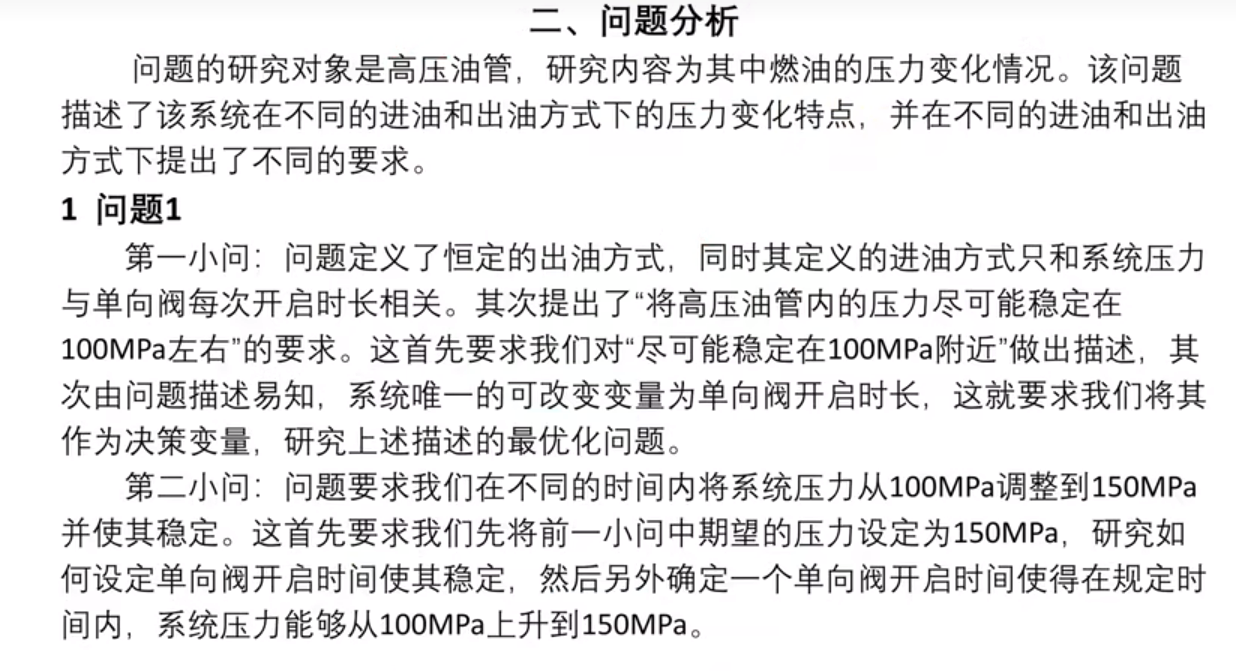 二、问题分析
问题的研究对象是高压油管，研究内容为其中燃油的压力变化情况。该问题
描述了该系统在不同的进油和出油方式下的压力变化特点，并在不同的进油和出油
方式下提出了不同的要求。
1 问题1
第一小问：问题定义了恒定的出油方式，同时其定义的进油方式只和系统压力
与单向阀每次开启时长相关。其次提出了“将高压油管内的压力尽可能稳定在
100MPa左右”的要求。这首先要求我们对“尽可能稳定在100MPa附近”做出描述，其
次由问题描述易知，系统唯一的可改变变量为单向阀开启时长，这就要求我们将其
作为决策变量，研究上述描述的最优化问题。
第二小问：问题要求我们在不同的时间内将系统压力从100MPa调整到150MPa
并使其稳定。这首先要求我们先将前一小问中期望的压力设定为150MPa，研究如
何设定单向阀开启时间使其稳定，然后另外确定一个单向阀开启时间使得在规定时
间内，系统压力能够从100MPa上升到150MPa。